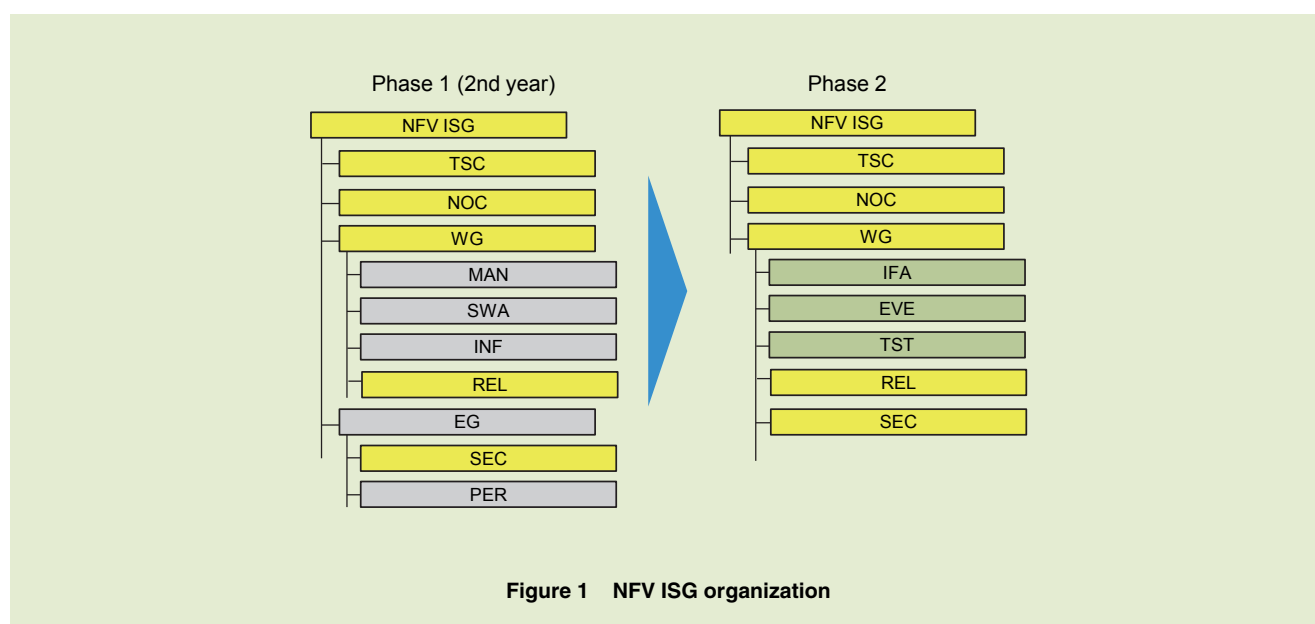 Phase 1 (2nd year)
NFV ISG
TSC
NOC
WG
MAN
SWA
INF
REL
EG
SEC
PER
Phase 2
NFV ISG
TSC
NOC
WG
IFA
EVE
TST
REL
SEC
Figure 1 NFV ISG organization